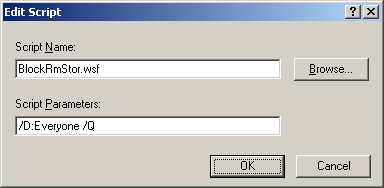 Edit Script
Script Name:
BlockRmStor.wsf
Browse...
Script Parameters:
/D:Everyone /Q
OK
Cancel